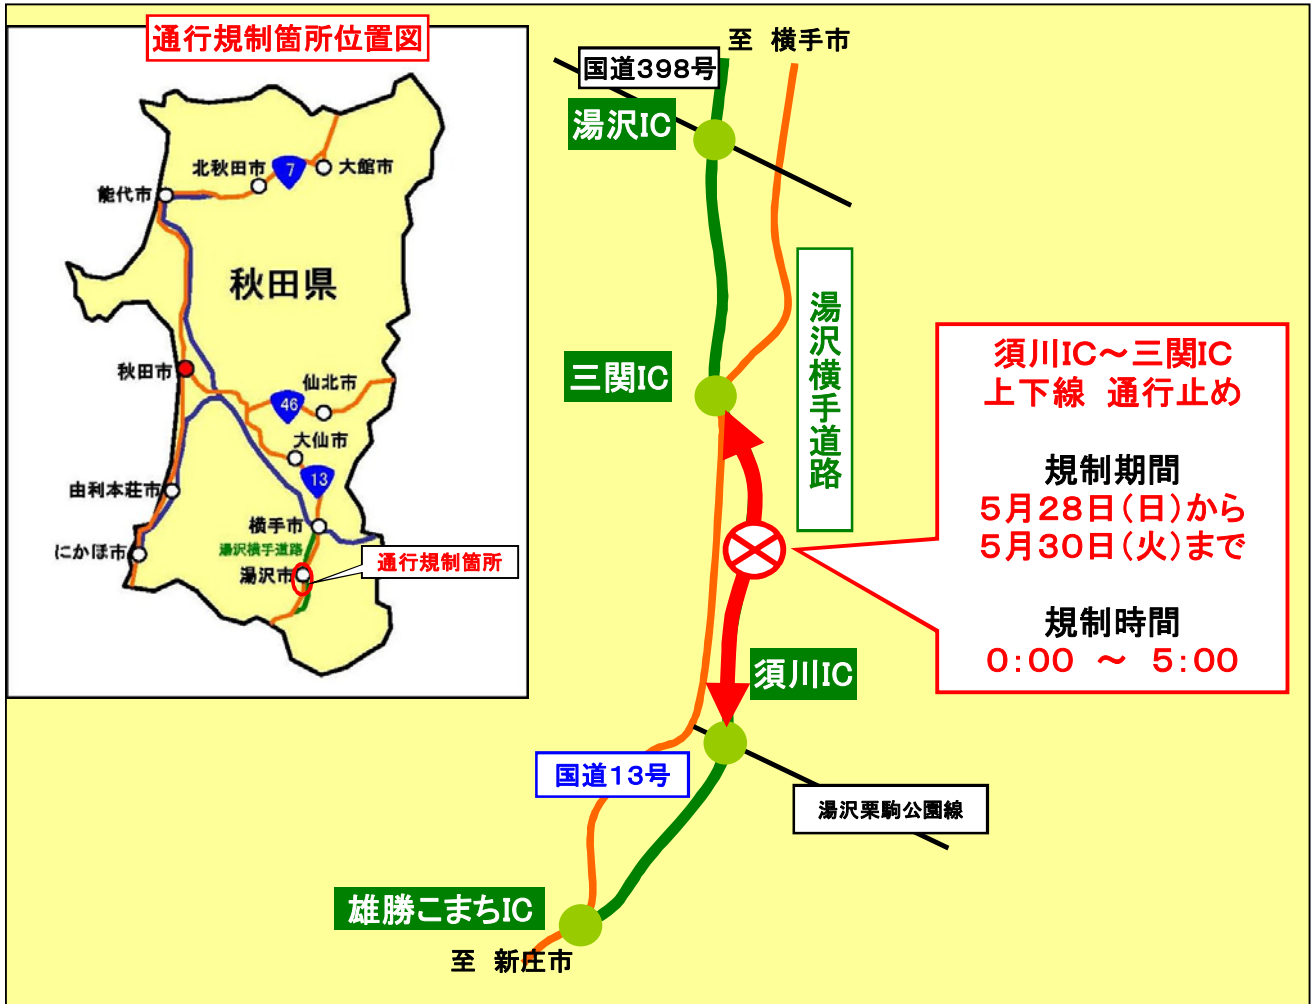 通行規制箇所位置図
北秋田市
7
大館市
能代市
秋田県
秋田市
仙北市
46
大仙市
13
由利本荘市
横手市
にかほ市
湯沢横手道路
湯沢市
通行規制箇所
至 横手市
国道398号
湯沢IC
湯沢横手道路
三関IC
須川IC～三関IC
上下線 通行止め
規制期間
5月28日(日)から
5月30日(火)まで
規制時間
0:00 ～ 5:00
須川IC
国道13号
湯沢栗駒公園線
雄勝こまちIC
至 新庄市